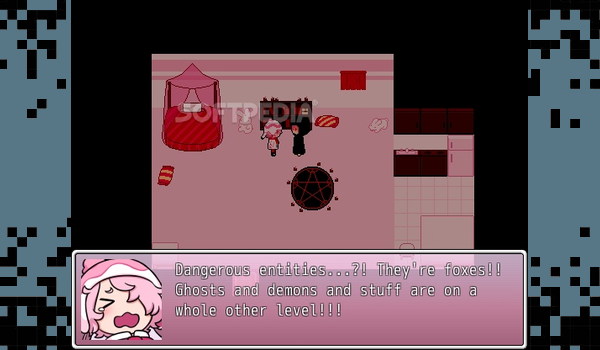 SOFTPEDIA
Dangerous entities...?! They're foxes!!
Ghosts and demons and stuff are on a
whole other level!!!